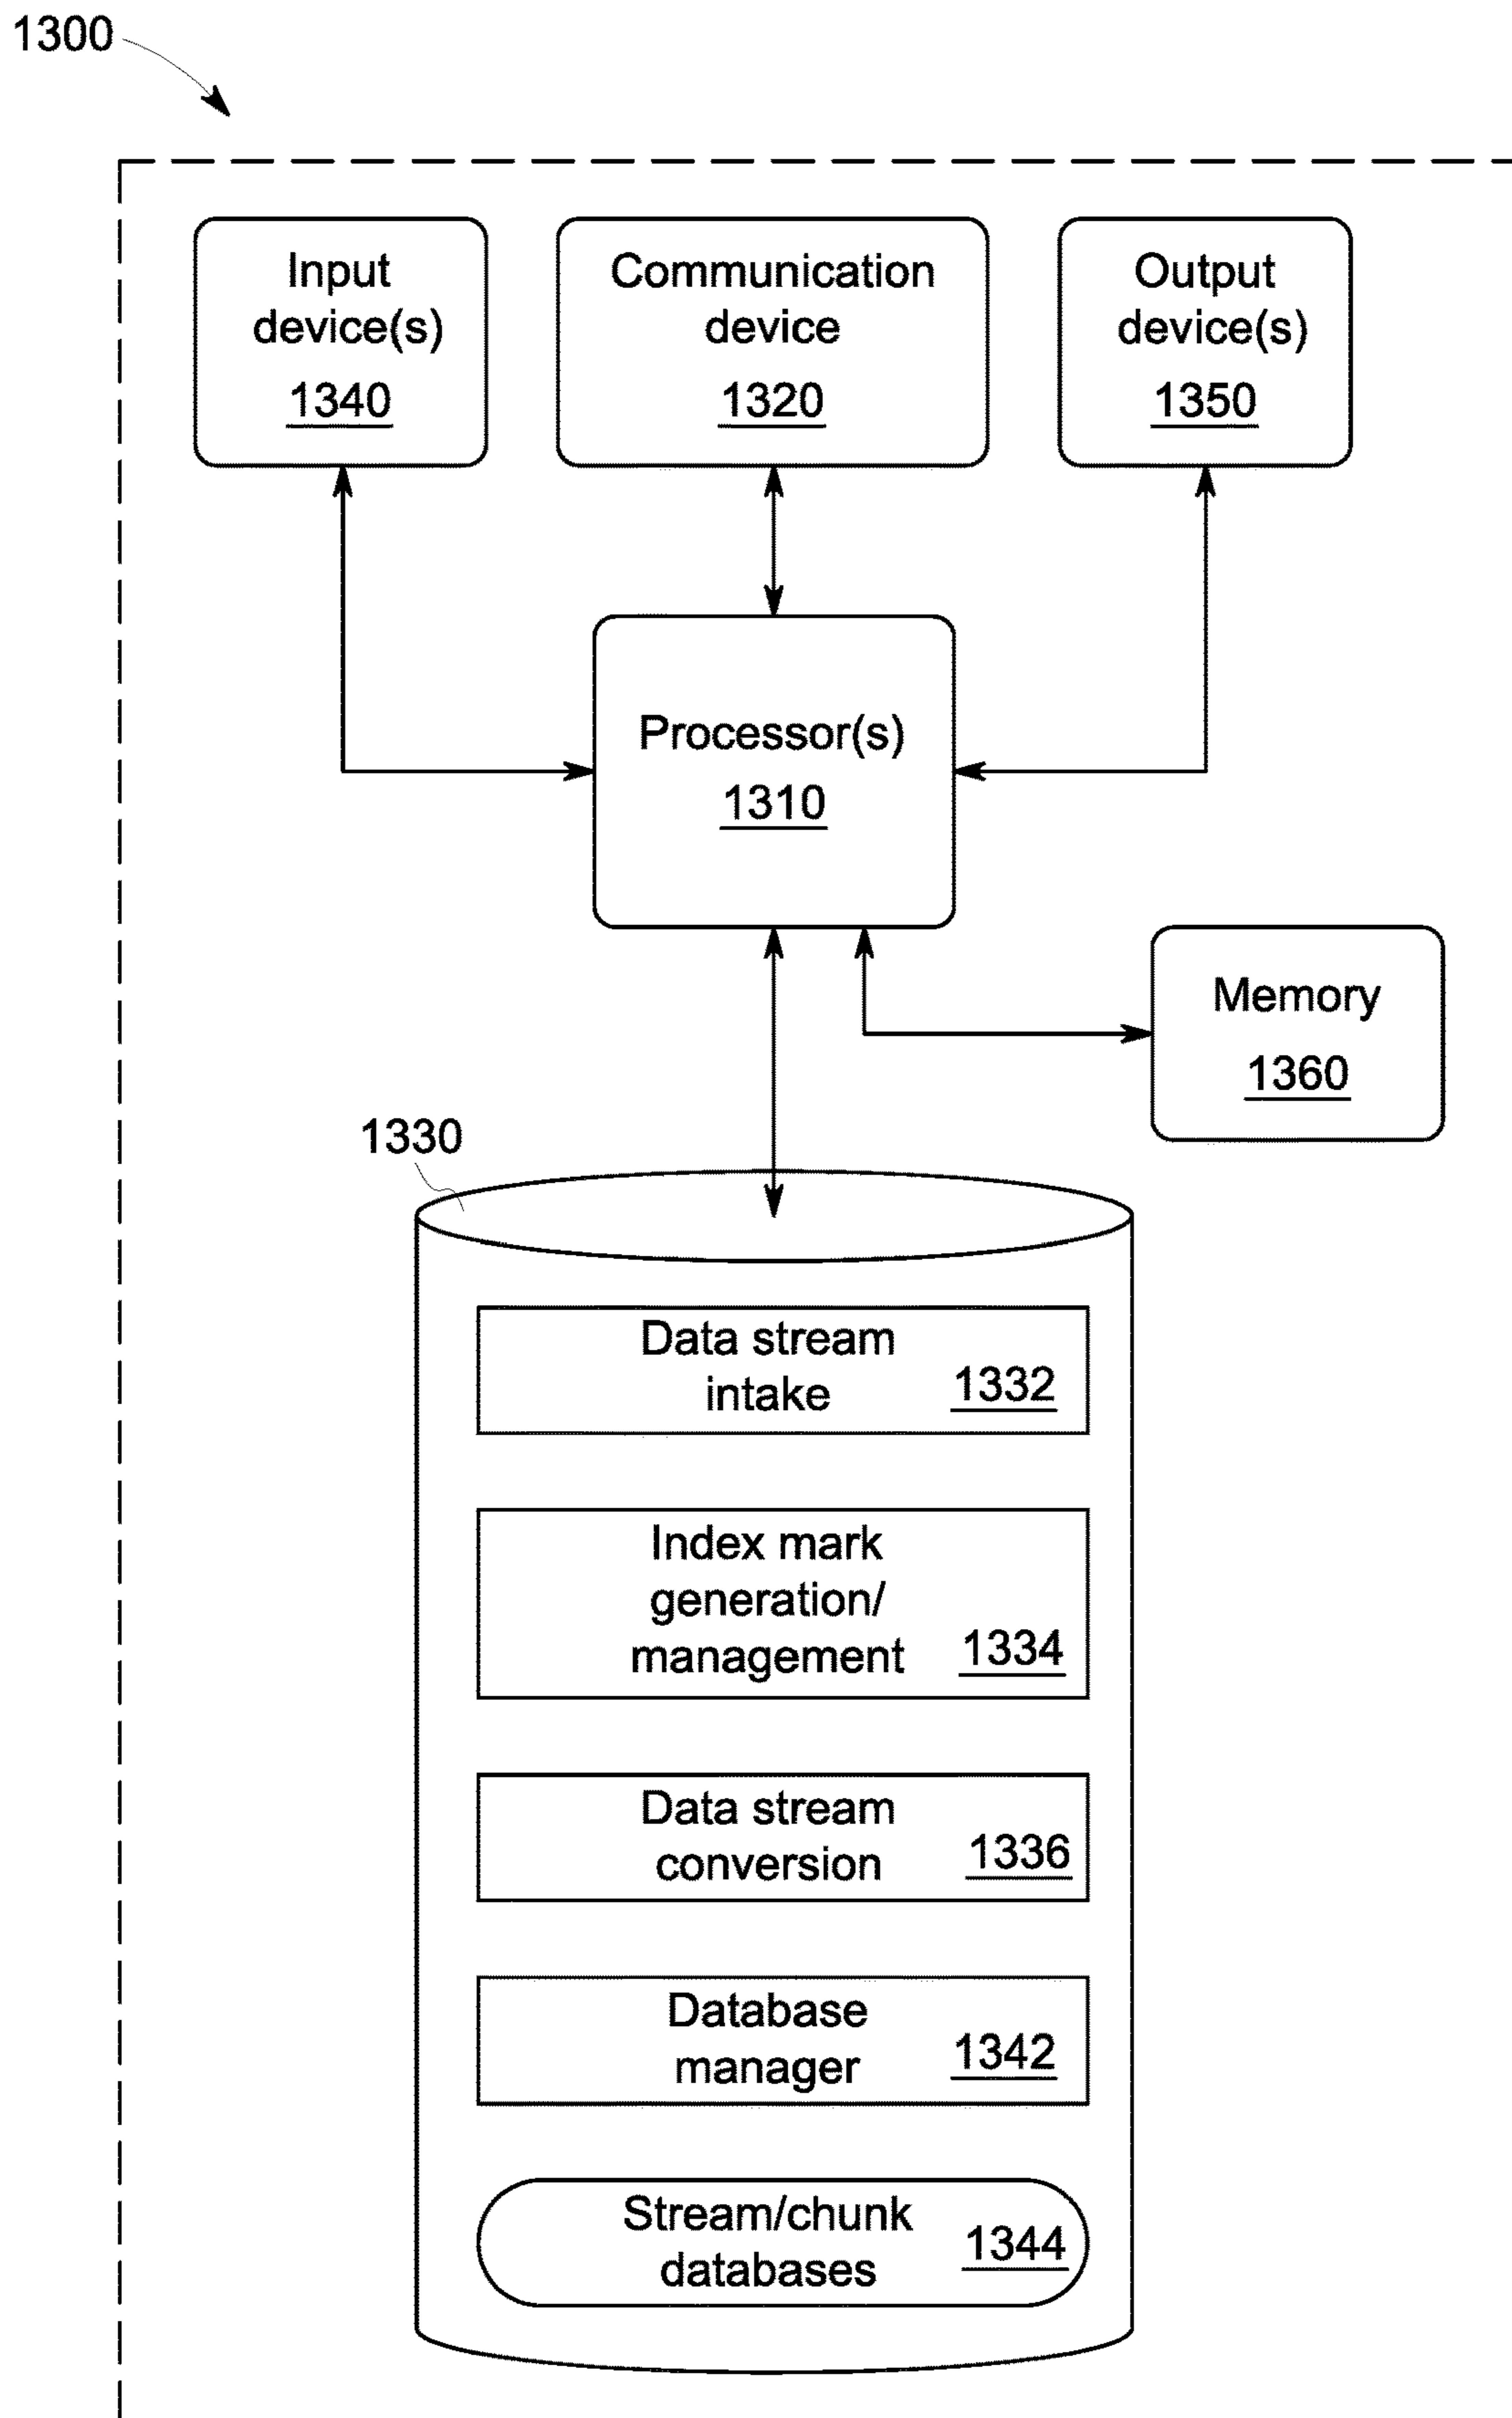 1300
Input
device(s)
1340
Communication
device
1320
Output
device(s)
1350
Processor(s)
1310
Memory
1360
1330
Data stream
intake
1332
Index mark
generation/
management
1334
Data stream
conversion
1336
Database
manager
1342
Stream/chunk
databases
1344